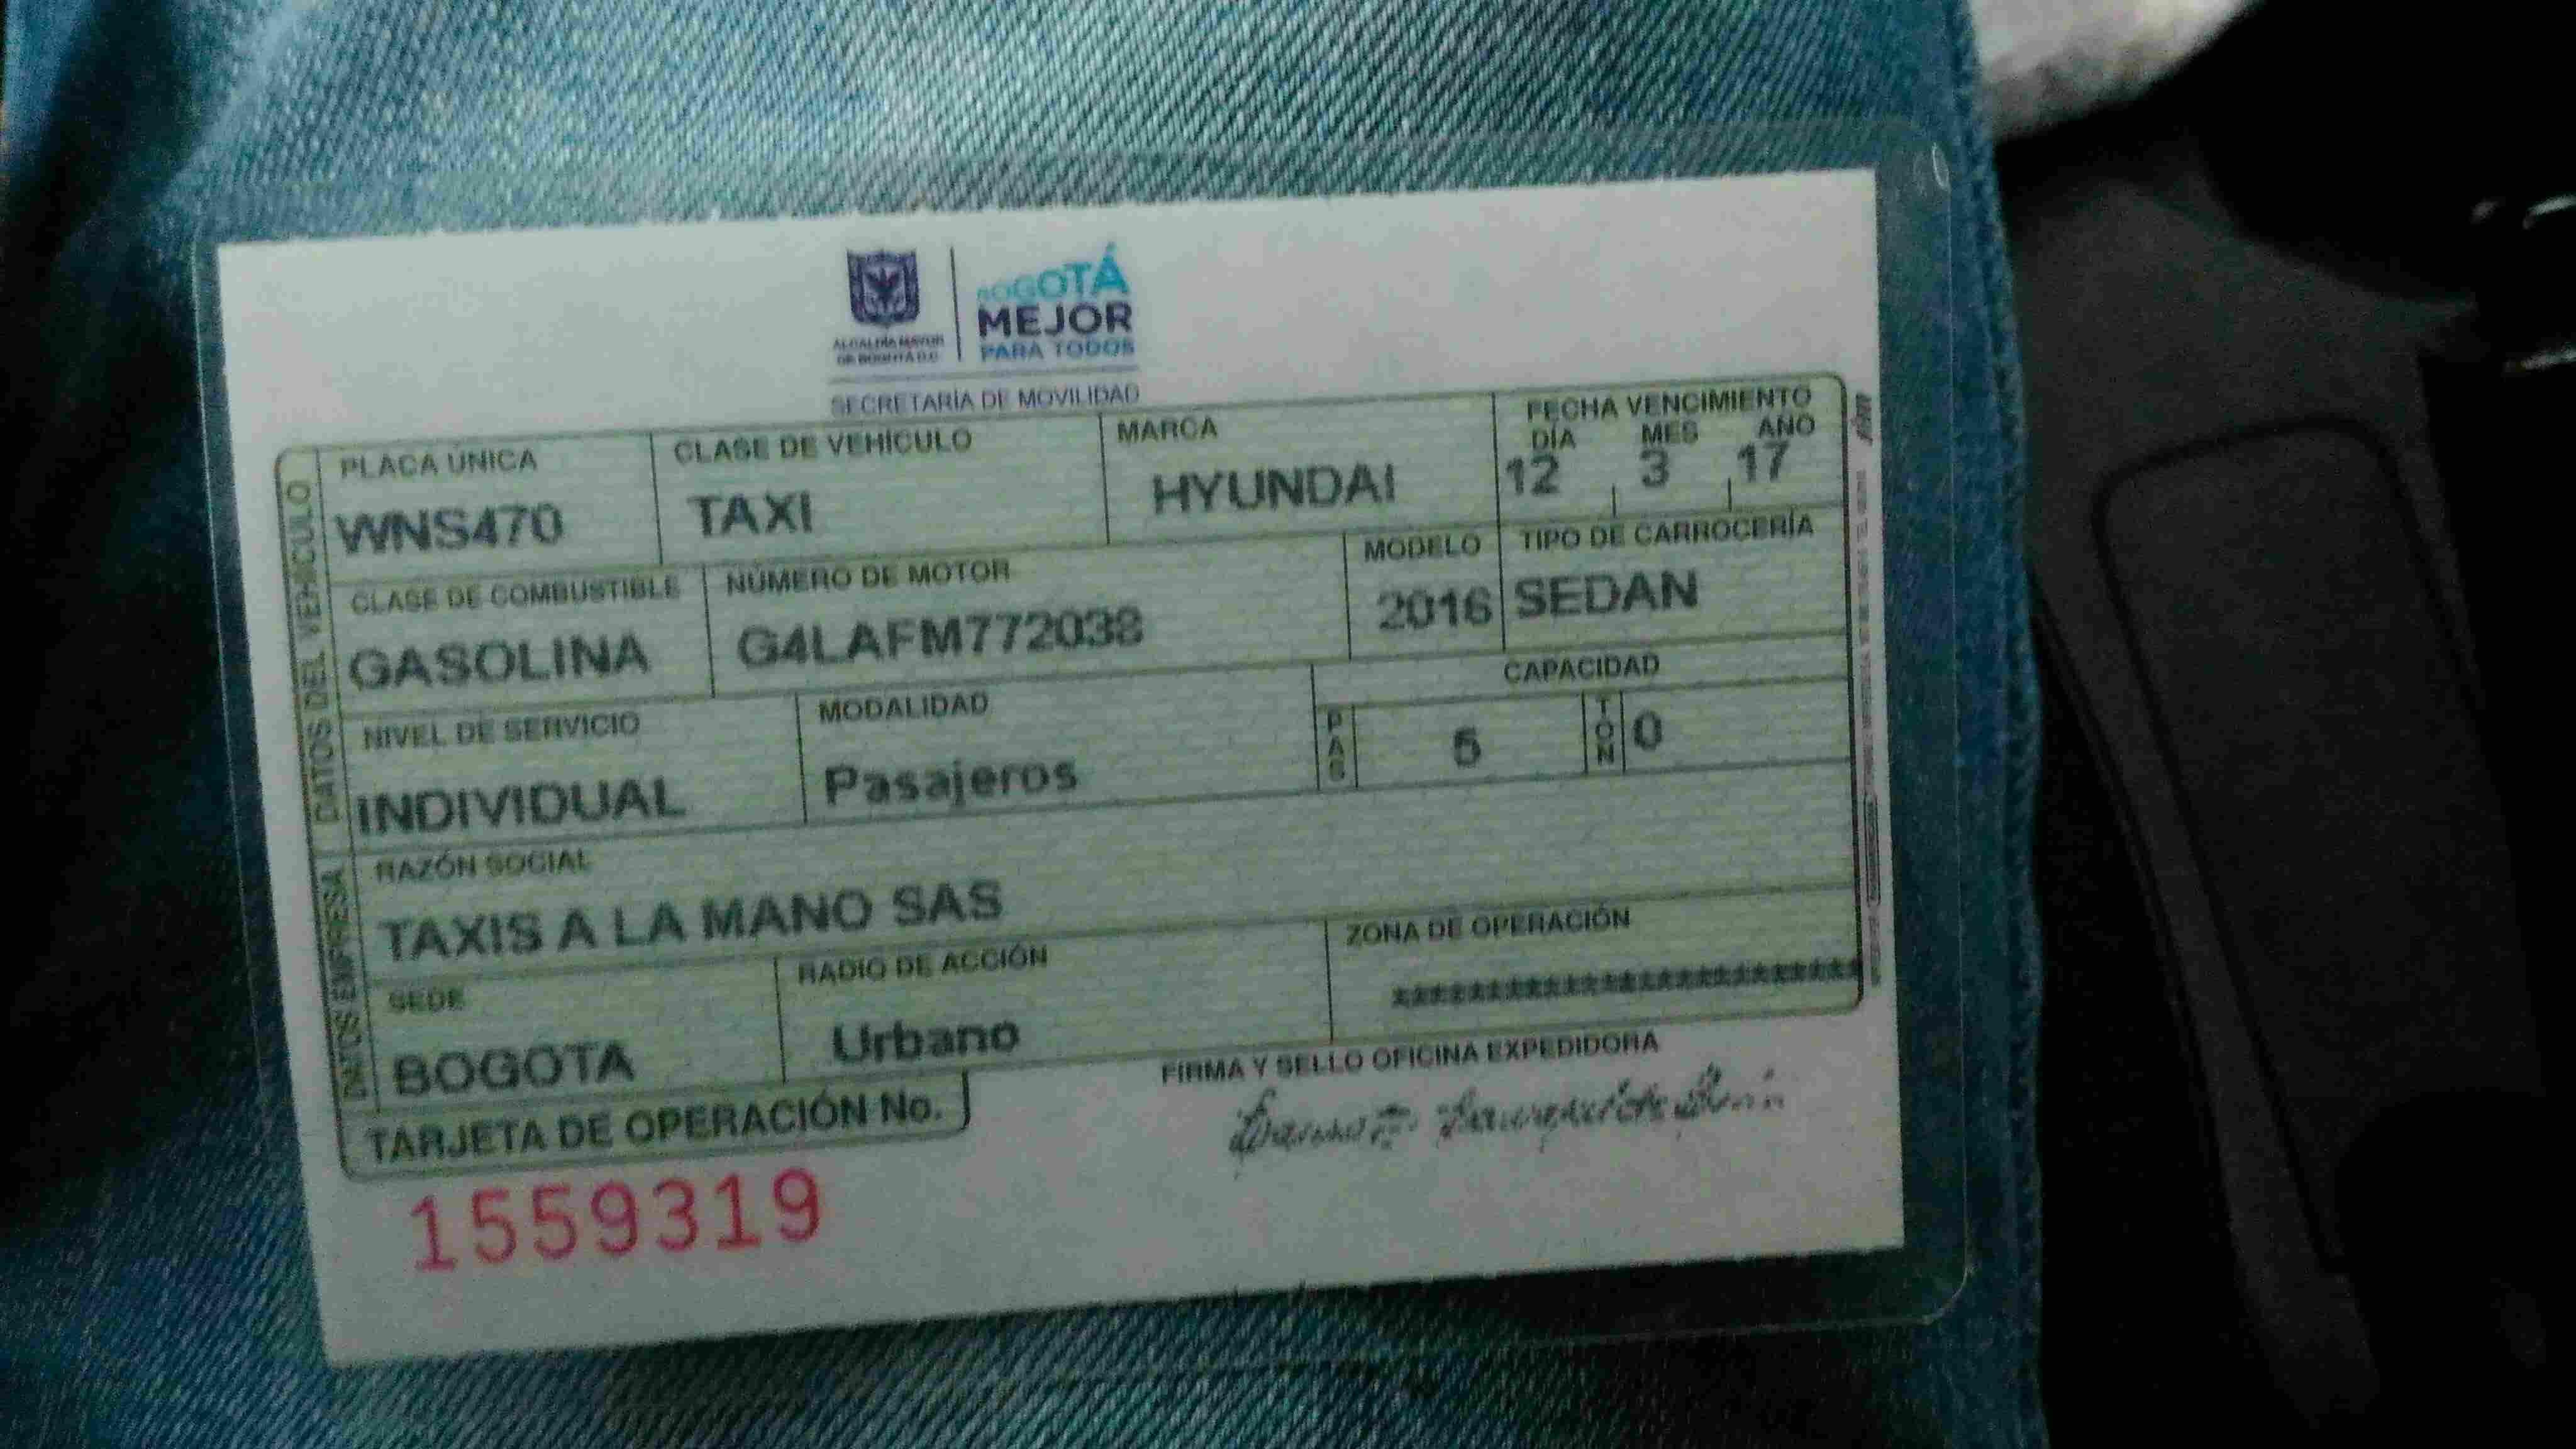 ALCALDÍA MAYOR
DE BOGOTÁ D.C.
BOGOTÁ
MEJOR
PARA TODOS
SECRETARÍA DE MOVILIDAD
DATOS DEL VEHÍCULO
PLACA ÚNICA
WNS470
CLASE DE VEHÍCULO
TAXI
MARCA
HYUNDAI
FECHA VENCIMIENTO
DÍA MES AÑO
12 3 17
CLASE DE COMBUSTIBLE
GASOLINA
NÚMERO DE MOTOR
G4LAFM772038
MODELO
2016
TIPO DE CARROCERÍA
SEDAN
NIVEL DE SERVICIO
INDIVIDUAL
MODALIDAD
Pasajeros
CAPACIDAD
PAS
5
TON
0
DATOS EMPRESA
RAZÓN SOCIAL
TAXIS A LA MANO SAS
SEDE
BOGOTA
RADIO DE ACCIÓN
Urbano
ZONA DE OPERACIÓN
*************************
TARJETA DE OPERACIÓN No.
1559319
FIRMA Y SELLO OFICINA EXPEDIDORA